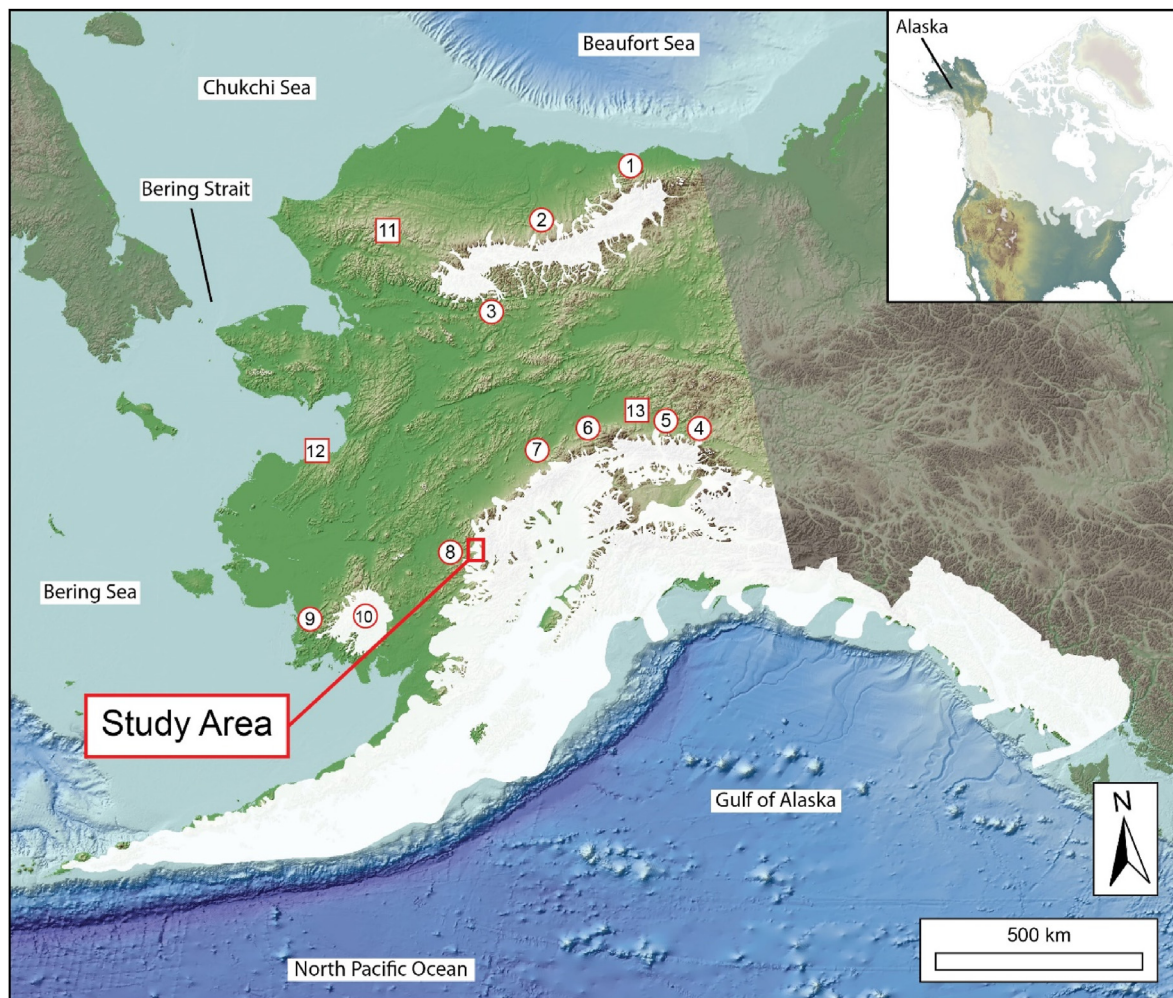 Beaufort Sea
Alaska
Chukchi Sea
Bering Strait
1
2
11
3
13
5
4
6
7
12
8
Bering Sea
9
10
Study Area
Gulf of Alaska
N
500 km
North Pacific Ocean